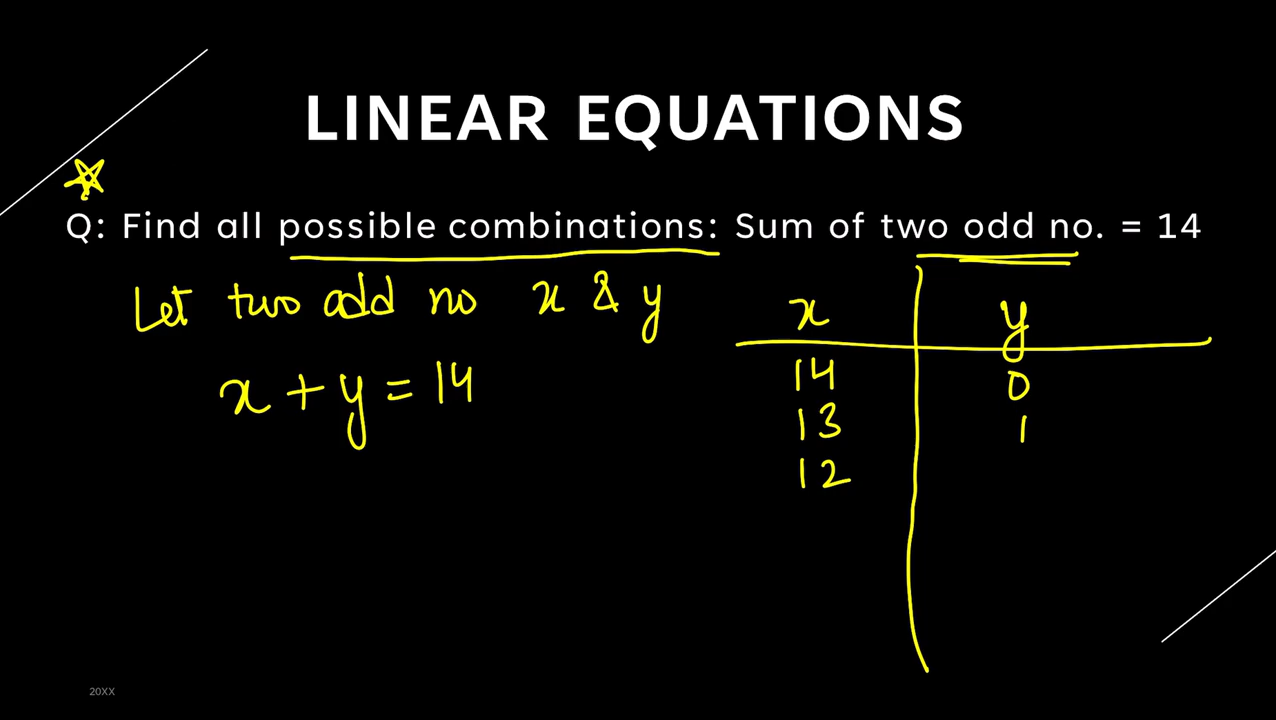 LINEAR EQUATIONS
Q: Find all possible combinations: Sum of two odd no. = 14
Let two odd no x & y
x + y = 14
x y
14 0
13 1
12
20XX